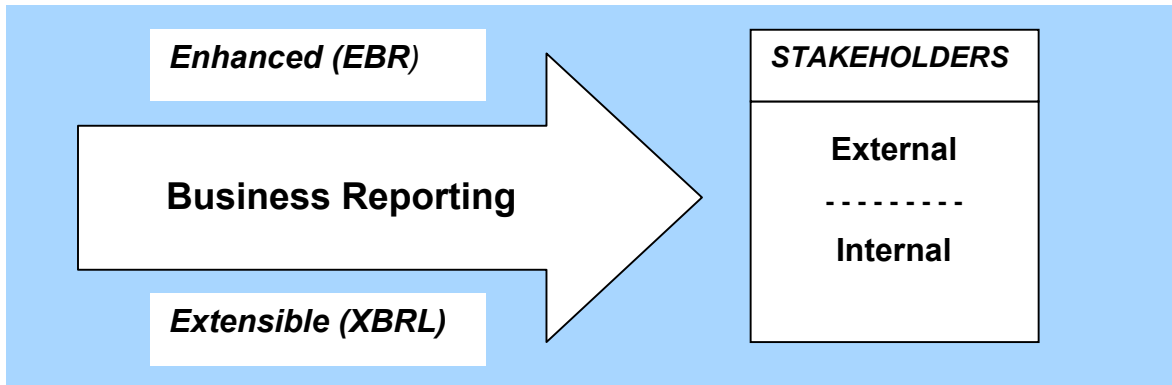 Enhanced (EBR)
STAKEHOLDERS
External
Business Reporting
- - - - - - - - -
Internal
Extensible (XBRL)